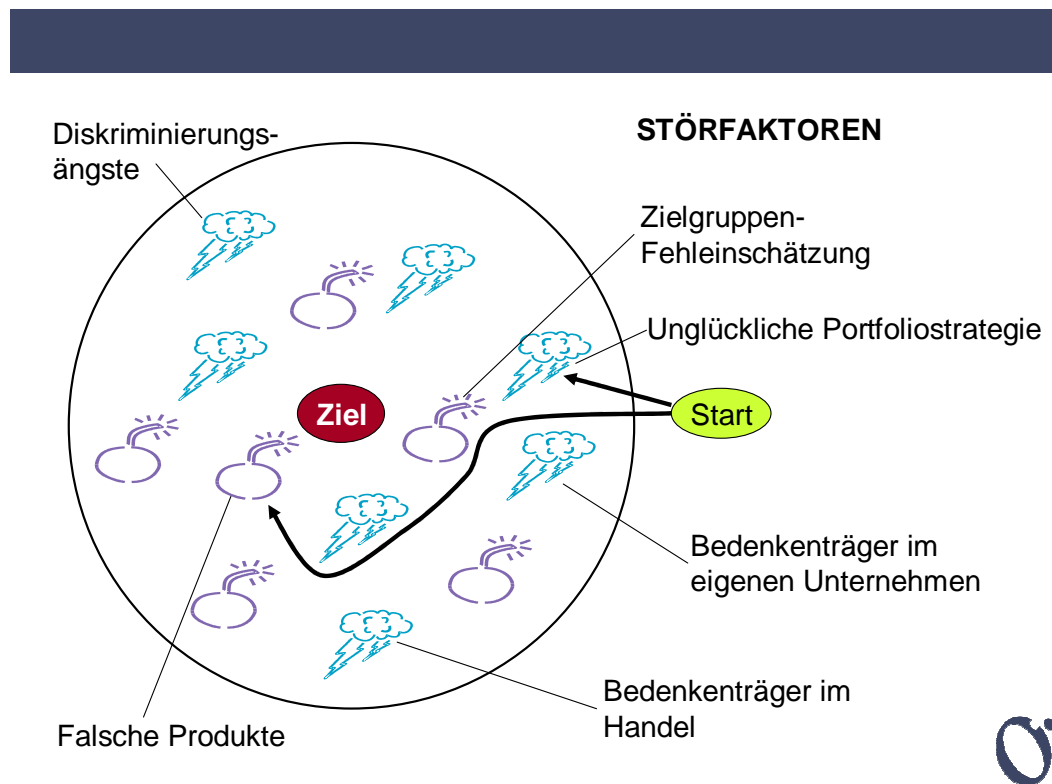 STÖRFAKTOREN
Diskriminierungs-
ängste
Zielgruppen-
Fehleinschätzung
Unglückliche Portfoliostrategie
Ziel
Start
Bedenkenträger im
eigenen Unternehmen
Bedenkenträger im
Handel
Falsche Produkte